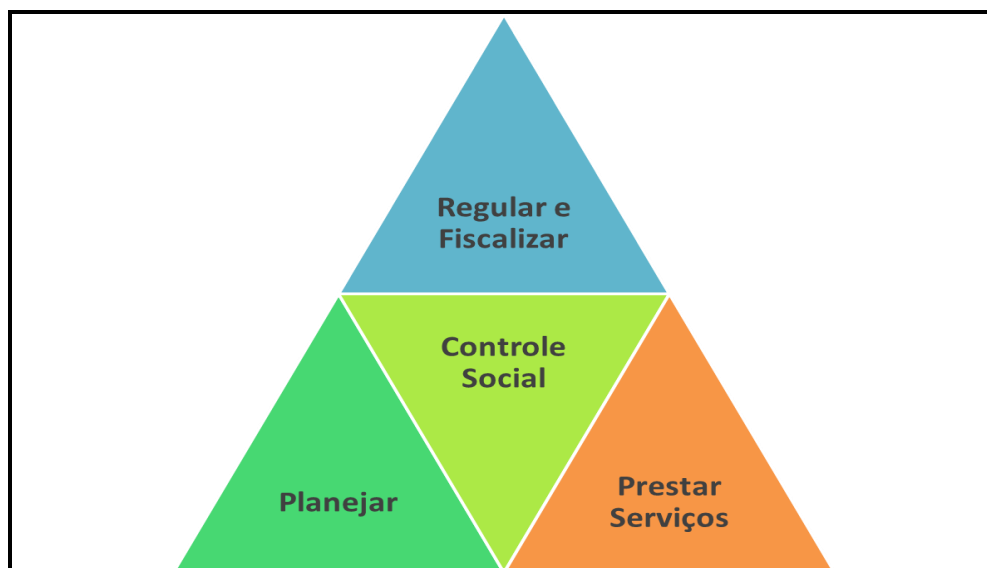 Regular e
Fiscalizar
Controle
Social
Planejar
Prestar
Serviços